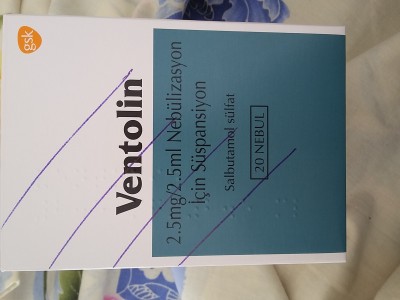 gsk
Ventolin
2.5mg/2.5ml Nebülizasyon
İçin Süspansiyon
Salbutamol sülfat
20 NEBUL